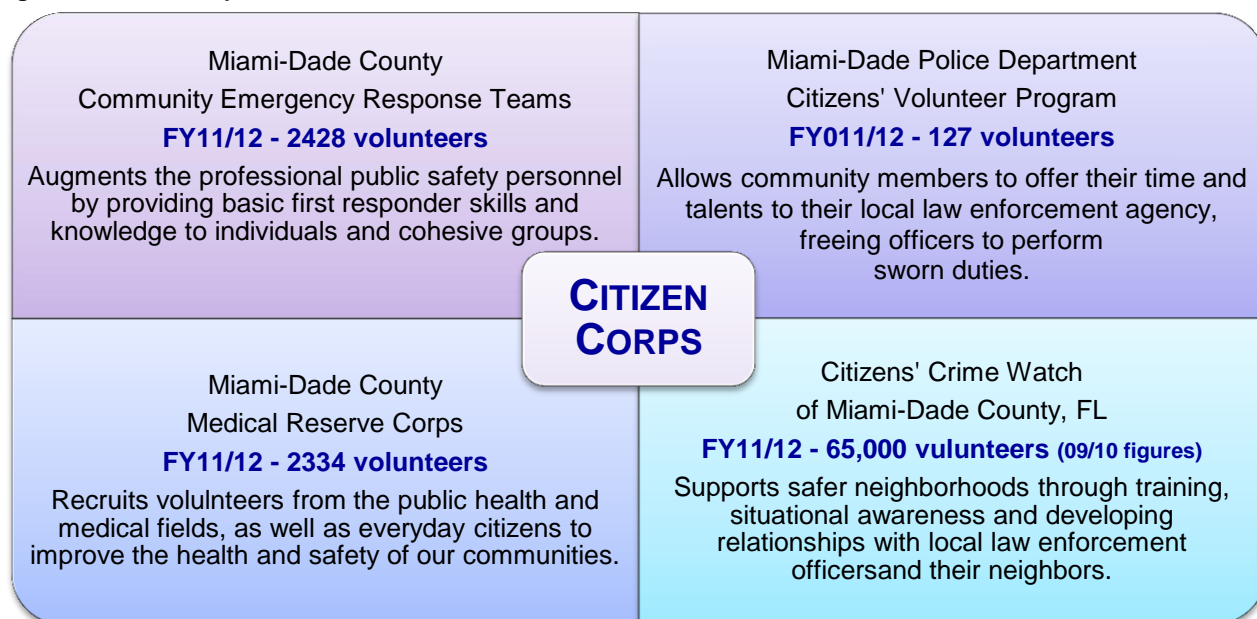 Miami-Dade County
Community Emergency Response Teams
FY11/12 - 2428 volunteers
Augments the professional public safety personnel
by providing basic first responder skills and
knowledge to individuals and cohesive groups.
Miami-Dade Police Department
Citizens' Volunteer Program
FY011/12 - 127 volunteers
Allows community members to offer their time and
talents to their local law enforcement agency,
freeing officers to perform
sworn duties.
CITIZEN
CORPS
Miami-Dade County
Medical Reserve Corps
FY11/12 - 2334 volunteers
Recruits volulnteers from the public health and
medical fields, as well as everyday citizens to
improve the health and safety of our communities.
Citizens' Crime Watch
of Miami-Dade County, FL
FY11/12 - 65,000 vulunteers (09/10 figures)
Supports safer neighborhoods through training,
situational awareness and developing
relationships with local law enforcement
officersand their neighbors.